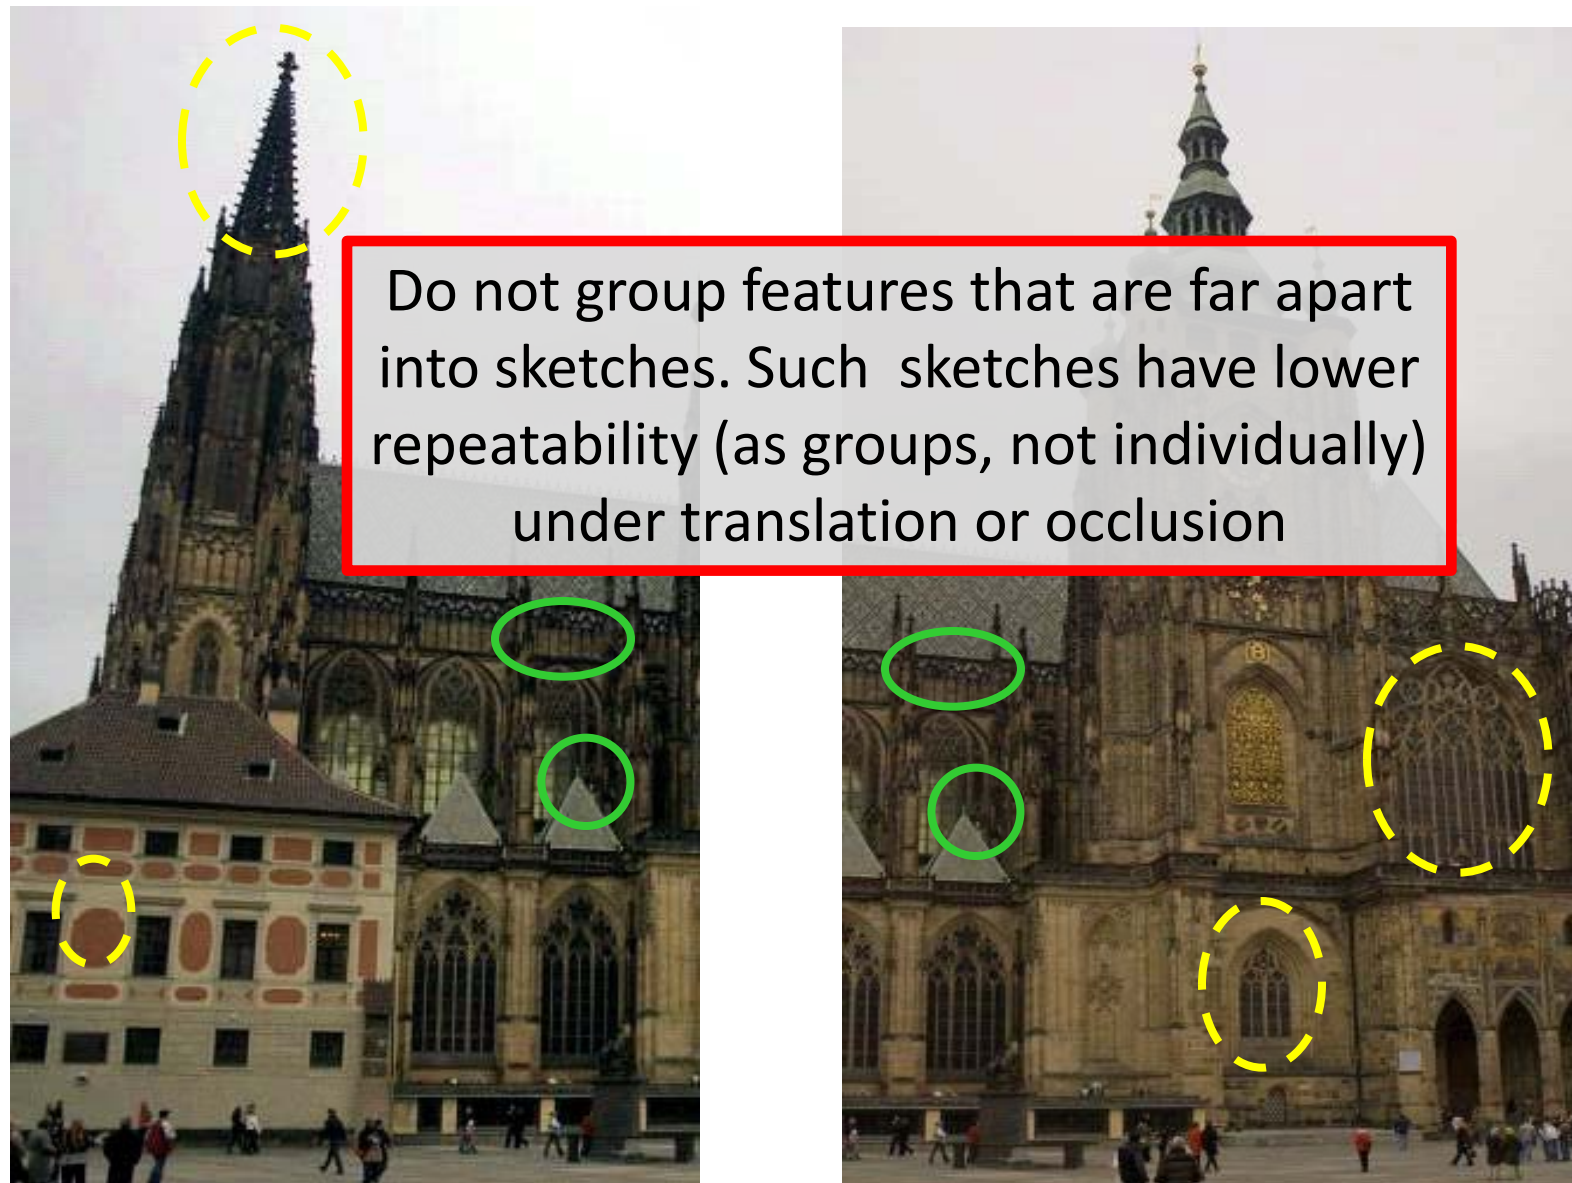 Do not group features that are far apart
into sketches. Such  sketches have lower
repeatability (as groups, not individually)
under translation or occlusion